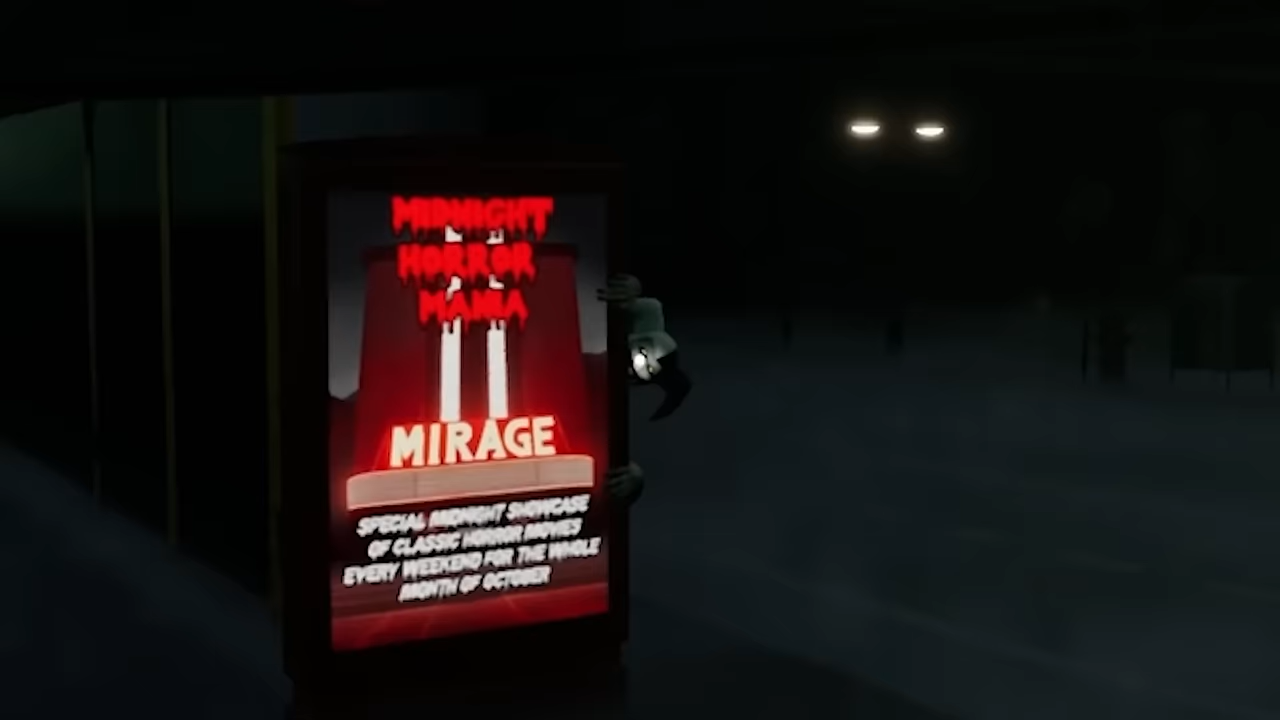 MIDNIGHT
HORROR
MANIA
MIRAGE
SPECIAL MIDNIGHT SHOWCASE
OF CLASSIC HORROR MOVIES
EVERY WEEKEND FOR THE WHOLE
MONTH OF OCTOBER